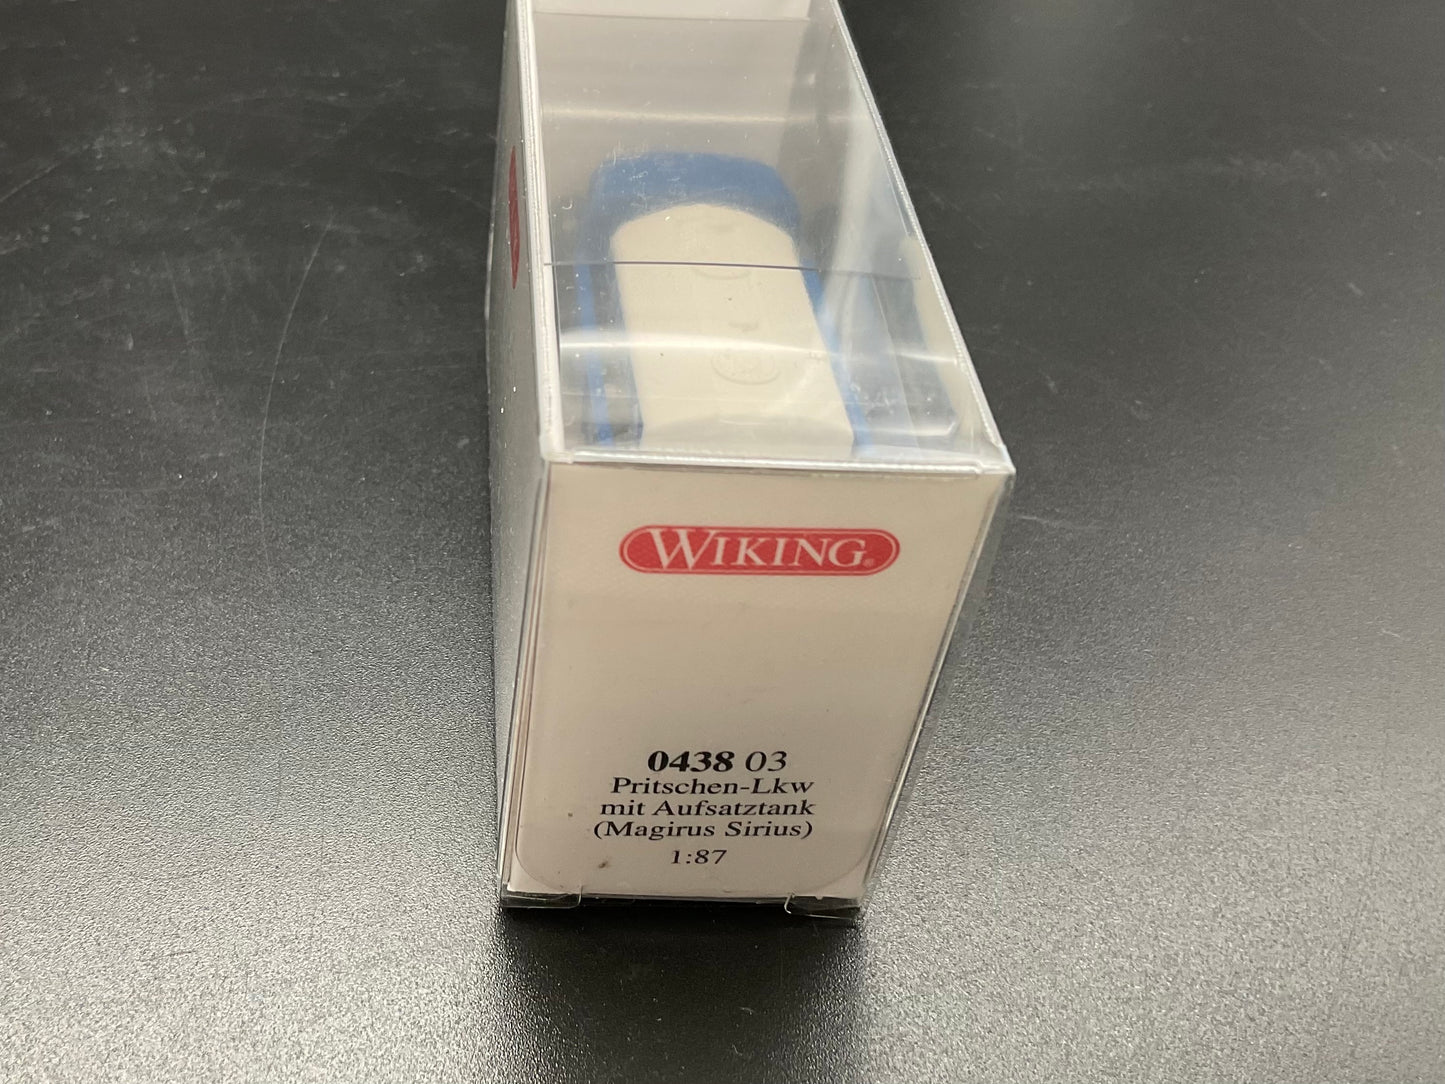 WIKING®
0438 03
Pritschen-Lkw
mit Aufsatztank
(Magirus Sirius)
1:87